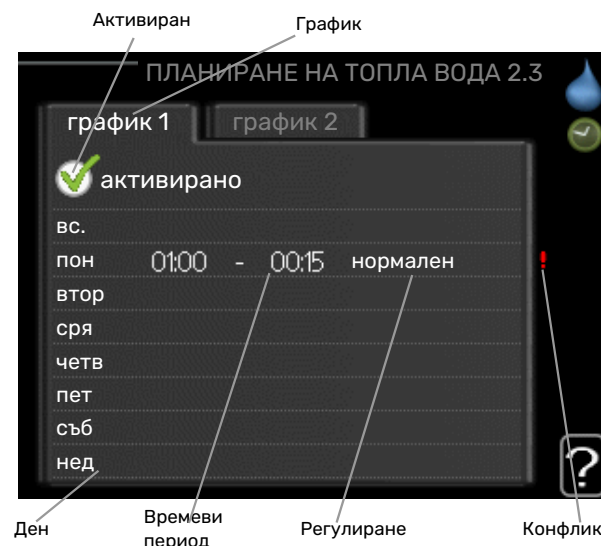 Активиран
График
ПЛАНИРАНЕ НА ТОПЛА ВОДА 2.3
график 1
график 2
активирано
вс.
пон 01:00 - 00:15 нормален !
втор
сря
четв
пет
съб
нед
?
Ден
Времеви период
Регулиране
Конфлик